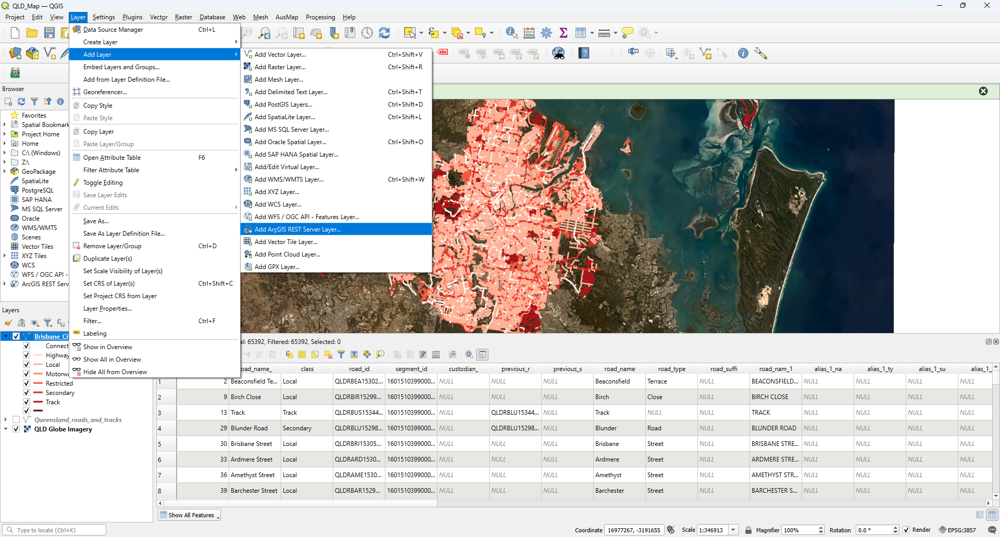 QLD_Map — QGIS
Project Edit View Layer Settings Plugins Vector Raster Database Web Mesh AusMap Processing Help
Data Source Manager Ctrl+L
Create Layer
Add Layer
Embed Layers and Groups...
Add from Layer Definition File...
Georeferencer...
Copy Style
Paste Style
Copy Layer
Paste Layer/Group
Open Attribute Table F6
Filter Attribute Table
Toggle Editing
Save Layer Edits
Current Edits
Save As...
Save As Layer Definition File...
Remove Layer/Group Ctrl+D
Duplicate Layer(s)
Set Scale Visibility of Layer(s)
Set CRS of Layer(s) Ctrl+Shift+C
Set Project CRS from Layer
Layer Properties...
Filter... Ctrl+F
Labeling
Show in Overview
Show All in Overview
Hide All from Overview
Add Vector Layer... Ctrl+Shift+V
Add Raster Layer... Ctrl+Shift+R
Add Mesh Layer...
Add Delimited Text Layer... Ctrl+Shift+T
Add PostGIS Layers... Ctrl+Shift+D
Add SpatiaLite Layer... Ctrl+Shift+L
Add MS SQL Server Layer...
Add Oracle Spatial Layer... Ctrl+Shift+O
Add SAP HANA Spatial Layer...
Add/Edit Virtual Layer...
Add WMS/WMTS Layer... Ctrl+Shift+W
Add XYZ Layer...
Add WCS Layer...
Add WFS / OGC API - Features Layer...
Add ArcGIS REST Server Layer...
Add Vector Tile Layer...
Add Point Cloud Layer...
Add GPX Layer...
abc
QGZ
Browser
Favorites
Spatial Bookmark
Project Home
Home
C:\ (Windows)
Z:\
GeoPackage
SpatiaLite
PostgreSQL
SAP HANA
MS SQL Server
Oracle
WMS/WMTS
Scenes
Vector Tiles
XYZ Tiles
WCS
WFS / OGC API -
ArcGIS REST Serv
Layers
Brisbane_Ci
Connect
Highway
Local
Motorwa
Restricted
Secondary
Track
Queensland_roads_and_tracks
QLD Globe Imagery
al: 65392, Filtered: 65392, Selected: 0
oad_name_ class road_id segment_id custodian_ previous_r previous_s road_name road_type road_suffi road_nam_1 alias_1_na alias_1_ty alias_1_su alias_1_
1 2 Beaconsfield Te... Local QLDRBEA15302... 1601510399000... NULL NULL NULL Beaconsfield Terrace NULL BEACONSFIELD... NULL NULL NULL NULL
2 9 Birch Close Local QLDRBIR15299... 1601510399000... NULL NULL NULL Birch Close NULL BIRCH CLOSE NULL NULL NULL NULL
3 13 Track Track QLDRBUS15344... 1601510399000... NULL QLDRBLU15344... NULL Track NULL NULL TRACK NULL NULL NULL NULL
4 29 Blunder Road Secondary QLDRBLU15298... 1601510399000... NULL QLDRBLU15298... NULL Blunder Road NULL BLUNDER ROAD NULL NULL NULL NULL
5 30 Brisbane Street Local QLDRBRI15305... 1601510399000... NULL NULL NULL Brisbane Street NULL BRISBANE STRE... NULL NULL NULL NULL
6 33 Ardmere Street Local QLDRARD1530... 1601510399000... NULL NULL NULL Ardmere Street NULL ARDMERE STRE... NULL NULL NULL NULL
7 36 Amethyst Street Local QLDRAME1530... 1601510399000... NULL NULL NULL Amethyst Street NULL AMETHYST STR... NULL NULL NULL NULL
8 39 Barchester Street Local QLDRBAR1529... 1601510399000... NULL NULL NULL Barchester Street NULL BARCHESTER S... NULL NULL NULL NULL
Show All Features
Type to locate (Ctrl+K) Coordinate 16977267, -3191655 Scale 1:346913 Magnifier 100% Rotation 0.0 ° Render EPSG:3857